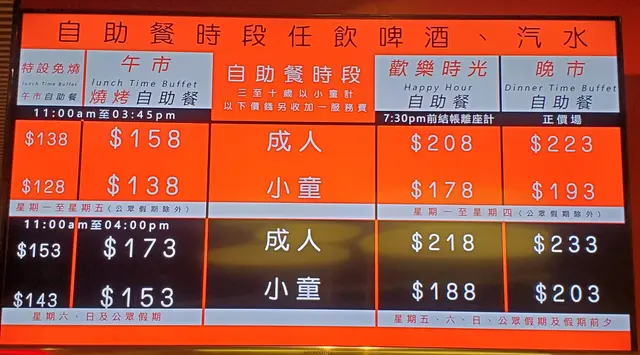 自助餐時段任飲啤酒、汽水
特設免燒
lunch Time Buffet
午市自助餐
午市
lunch Time Buffet
燒烤自助餐
11:00am至03:45pm
自助餐時段
三至十歲以小童計
以下價錢另收加一服務費
歡樂時光
Happy Hour
自助餐
7:30pm前結帳離座計
晚市
Dinner Time Buffet
自助餐
正價場
$138 $158 成人 $208 $223
$128 $138 小童 $178 $193
星期一至星期五(公眾假期除外)
星期一至星期四(公眾假期除外)
11:00am至04:00pm
$153 $173 成人 $218 $233
$143 $153 小童 $188 $203
星期六、日及公眾假期
星期五、六、日、公眾假期及假期前夕